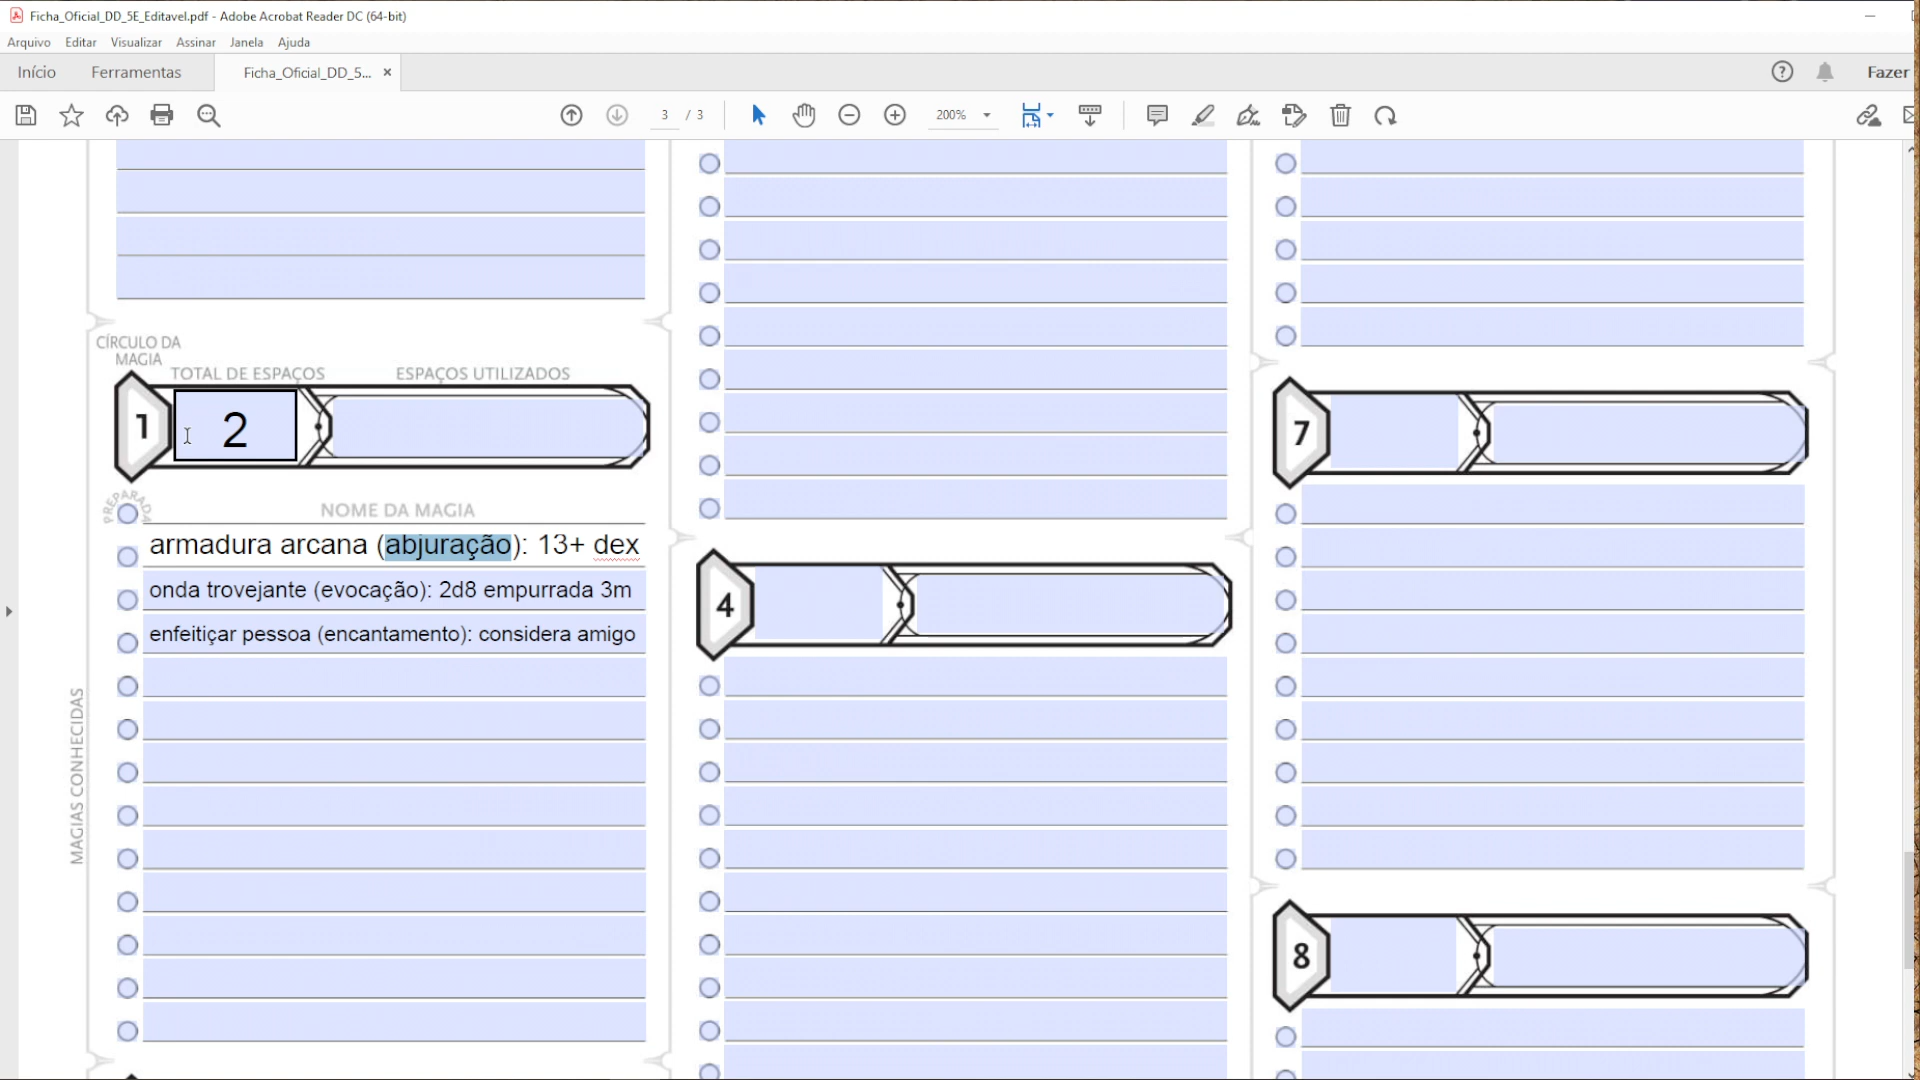 Ficha_Oficial_DD_5E_Editavel.pdf - Adobe Acrobat Reader DC (64-bit)
Arquivo Editar Visualizar Assinar Janela Ajuda
Início Ferramentas Ficha_Oficial_DD_5... × ? Fazer
3 / 3 200%
CÍRCULO DA
MAGIA
TOTAL DE ESPAÇOS ESPAÇOS UTILIZADOS
1 2
PREPARADA
NOME DA MAGIA
armadura arcana (abjuração): 13+ dex
onda trovejante (evocação): 2d8 empurrada 3m
enfeitiçar pessoa (encantamento): considera amigo
MAGIAS CONHECIDAS
4
7
8